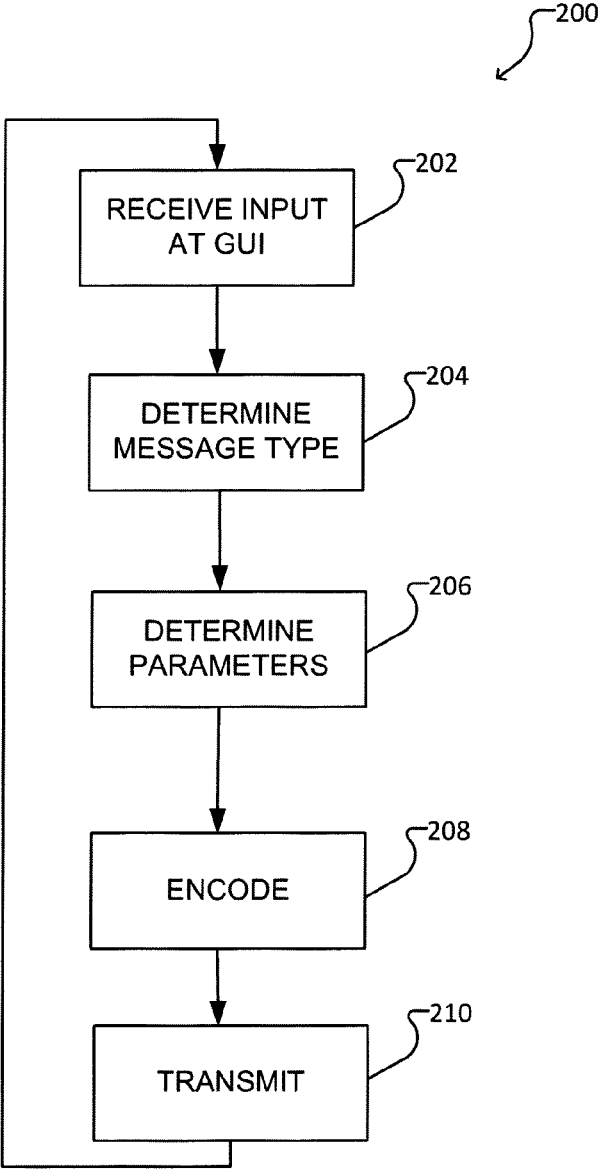 200
202
RECEIVE INPUT
AT GUI
204
DETERMINE
MESSAGE TYPE
206
DETERMINE
PARAMETERS
208
ENCODE
210
TRANSMIT